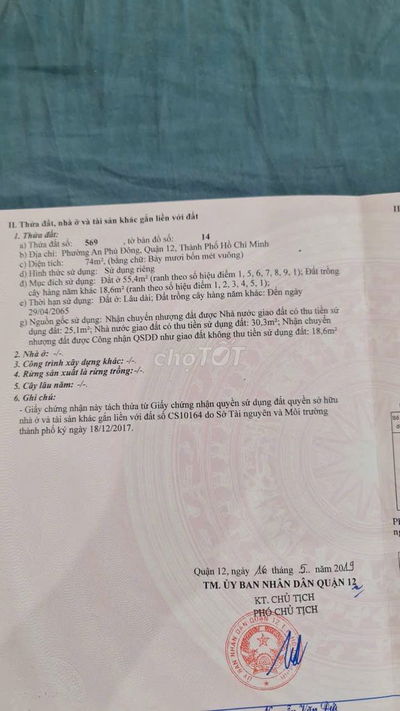 II. Thửa đất, nhà ở và tài sản khác gắn liền với đất
1. Thửa đất:
a) Thửa đất số: 569 , tờ bản đồ số: 14
b) Địa chỉ: Phường An Phú Đông, Quận 12, Thành Phố Hồ Chí Minh
c) Diện tích: 74m², (bằng chữ: Bảy mươi bốn mét vuông)
d) Hình thức sử dụng: Sử dụng riêng
đ) Mục đích sử dụng: Đất ở 55,4m² (ranh theo số hiệu điểm 1, 5, 6, 7, 8, 9, 1); Đất trồng
cây hàng năm khác 18,6m² (ranh theo số hiệu điểm 1, 2, 3, 4, 5, 1);
e) Thời hạn sử dụng: Đất ở: Lâu dài; Đất trồng cây hàng năm khác: Đến ngày
29/04/2065
g) Nguồn gốc sử dụng: Nhận chuyển nhượng đất được Nhà nước giao có thu tiền sử
dụng đất: 25,1m²; Nhà nước giao có thu tiền sử dụng đất: 30,3m²; Nhận chuyển
nhượng đất được Công nhận QSDĐ như giao đất không thu tiền sử dụng đất: 18,6m²
2. Nhà ở: -/-.
3. Công trình xây dựng khác: -/-.
4. Rừng sản xuất là rừng trồng:-/-.
5. Cây lâu năm: -/-.
6. Ghi chú:
- Giấy chứng nhận này tách thửa từ Giấy chứng nhận quyền sử dụng đất quyền sở hữu
nhà ở và tài sản khác gắn liền với đất số CS10164 do Sở Tài nguyên và Môi trường
thành phố ký ngày 18/12/2017.
chợTỐT
Quận 12, ngày 16 tháng 5 năm 2019
TM. ỦY BAN NHÂN DÂN QUẬN 12
KT. CHỦ TỊCH
PHÓ CHỦ TỊCH
ỦY BAN NHÂN DÂN QUẬN 12